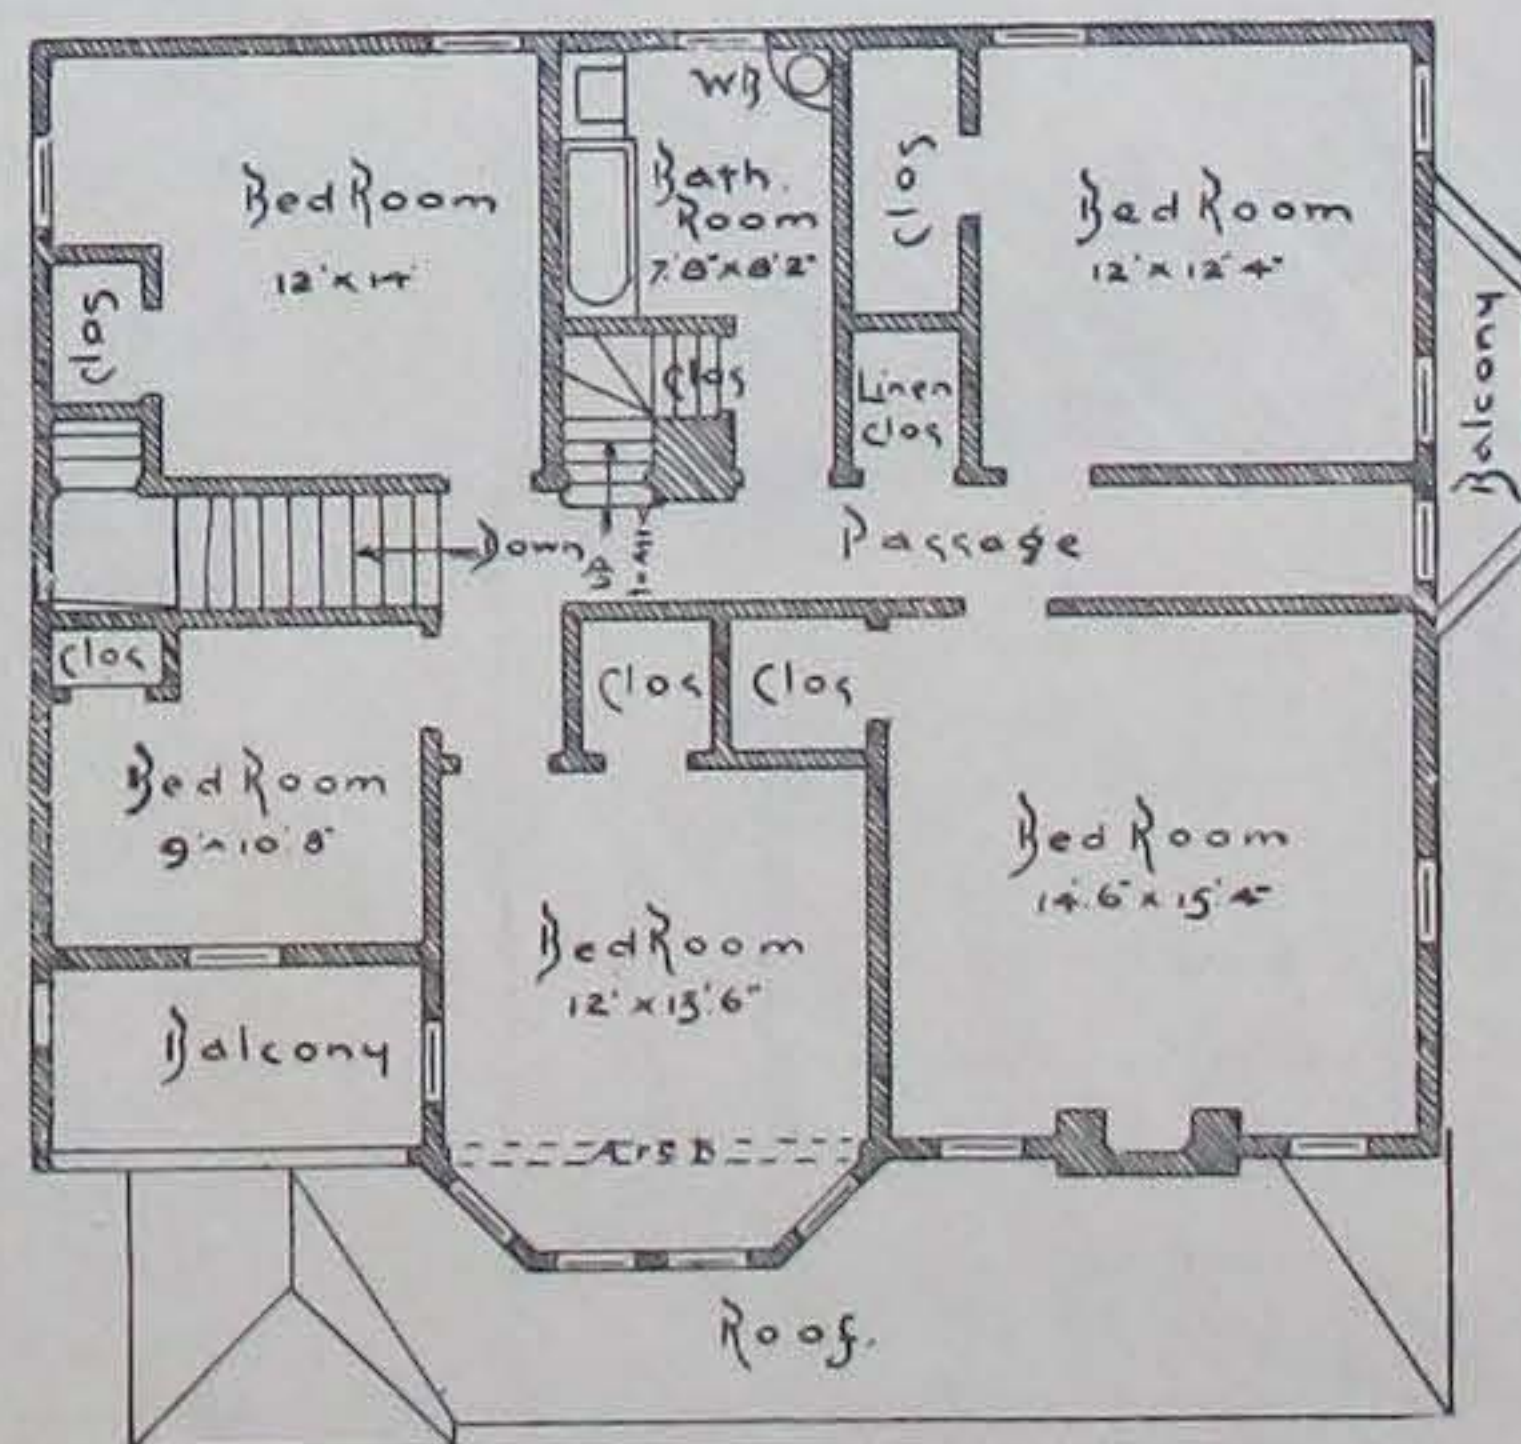 WB
Bed Room
12' x 14'
Bath.
Room
7'8" x 8'2"
Clos
Bed Room
12' x 12'4"
Clos
Clos
Linen
Clos
Balcony
Down
Up
Passage
Clos
Clos
Clos
Bed Room
9' x 10'8"
Bed Room
14'.6" x 15'.4"
Bed Room
12' x 13'.6"
Balcony
Roof.